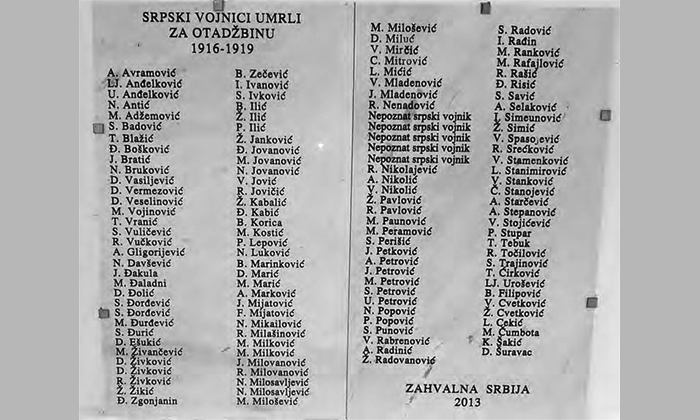 SRPSKI VOJNICI UMRLI
ZA OTADŽBINU
1916-1919
A. Avramović
LJ. Anđelković
U. Anđelković
N. Antić
M. Adžemović
S. Badović
T. Blažić
Đ. Bošković
J. Bratić
N. Bruković
D. Vasiljević
D. Vermezović
D. Veselinović
M. Vojinović
T. Vranić
S. Vuličević
R. Vučković
A. Gligorijević
N. Davšević
J. Đakula
M. Đaladni
D. Đolić
S. Đorđević
S. Đorđević
M. Đurđević
S. Đurić
D. Ešukić
M. Živančević
D. Živković
D. Živković
R. Živković
Ž. Žikić
Đ. Zgonjanin
B. Zečević
I. Ivanović
S. Ivković
B. Ilić
Ž. Ilić
P. Ilić
Ž. Janković
Đ. Jovanović
M. Jovanović
N. Jovanović
V. Jović
R. Jovičić
Ž. Kabalić
Đ. Kabić
B. Korica
M. Kostić
P. Lepović
N. Luković
B. Marinković
D. Marić
M. Marić
A. Marković
J. Mijatović
F. Mijatović
N. Mikailović
R. Milašinović
M. Milković
M. Milković
J. Milovanović
R. Milovanović
N. Milosavljević
N. Milosavljević
M. Milošević
M. Milošević
D. Miluć
V. Mirčić
C. Mitrović
L. Mićić
V. Mladenović
J. Mladenović
R. Nenadović
Nepoznat srpski vojnik
Nepoznat srpski vojnik
Nepoznat srpski vojnik
Nepoznat srpski vojnik
Nepoznat srpski vojnik
R. Nikolajević
A. Nikolić
V. Nikolić
Ž. Pavlović
R. Pavlović
M. Paunović
M. Peramović
S. Perišić
J. Petković
A. Petrović
J. Petrović
M. Petrović
S. Petrović
U. Petrović
N. Popović
P. Popović
S. Punović
V. Rabrenović
A. Radinić
Ž. Radovanović
S. Radović
I. Rađin
M. Ranković
M. Rafajlović
R. Rašić
Đ. Risić
S. Savić
A. Selaković
I. Simeunović
Ž. Simić
V. Spasojević
R. Srećković
V. Stamenković
L. Stanimirović
V. Stanković
Č. Stanojević
A. Starčević
A. Stepanović
V. Stojićević
P. Stupar
T. Tebuk
R. Točilović
S. Trajinović
T. Ćirković
LJ. Urošević
B. Filipović
V. Cvetković
Ž. Cvetković
L. Cekić
M. Čumbota
K. Šakić
D. Šuravac
ZAHVALNA SRBIJA
2013